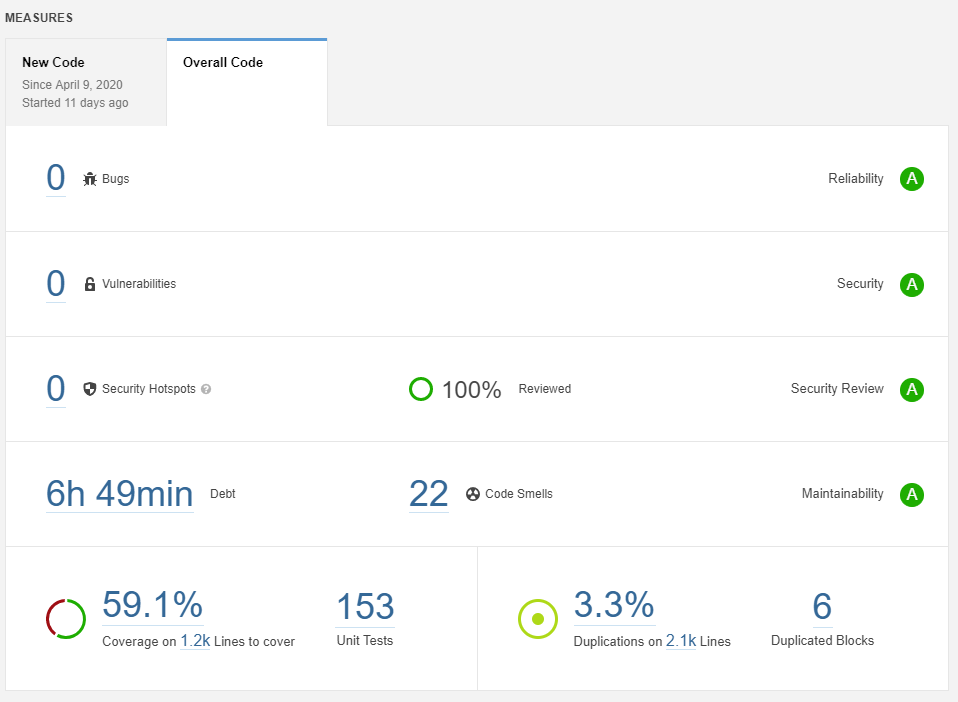 MEASURES
New Code
Since April 9, 2020
Started 11 days ago
Overall Code
0 Bugs
Reliability A
0 Vulnerabilities
Security A
0 Security Hotspots ?
100% Reviewed
Security Review A
6h 49min Debt
22 Code Smells
Maintainability A
59.1%
Coverage on 1.2k Lines to cover
153
Unit Tests
3.3%
Duplications on 2.1k Lines
6
Duplicated Blocks